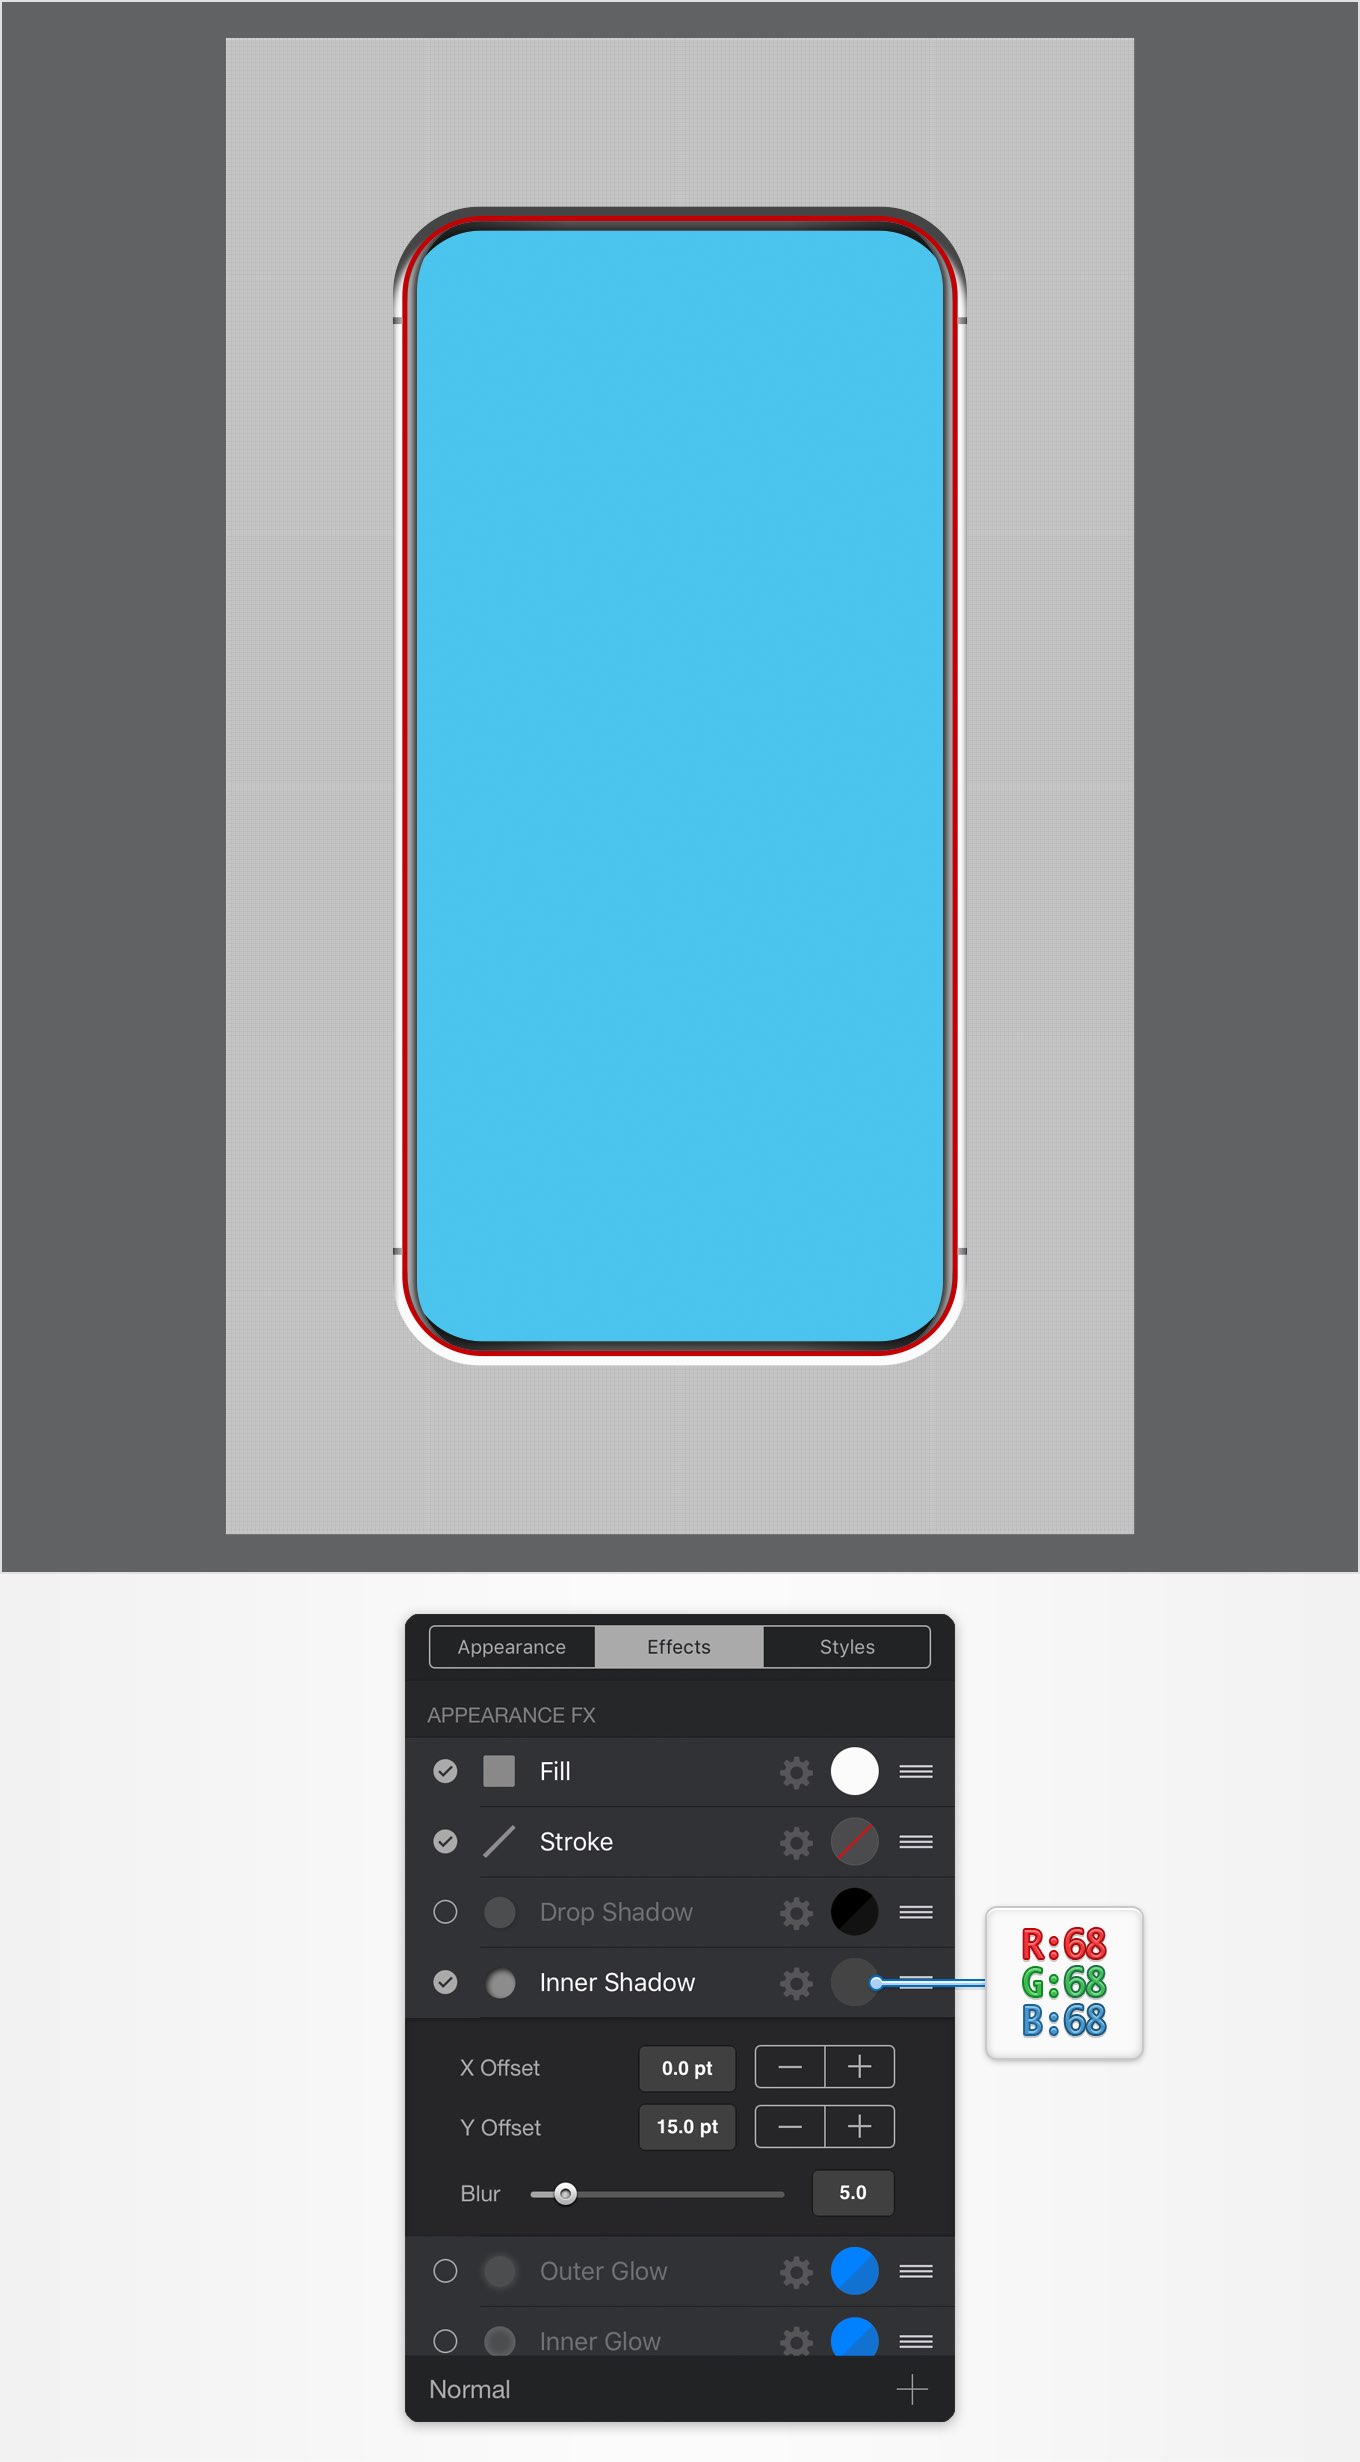 Appearance Effects Styles
APPEARANCE FX
Fill
Stroke
Drop Shadow
Inner Shadow
R:68
G:68
B:68
X Offset 0.0 pt
Y Offset 15.0 pt
Blur 5.0
Outer Glow
Inner Glow
Normal